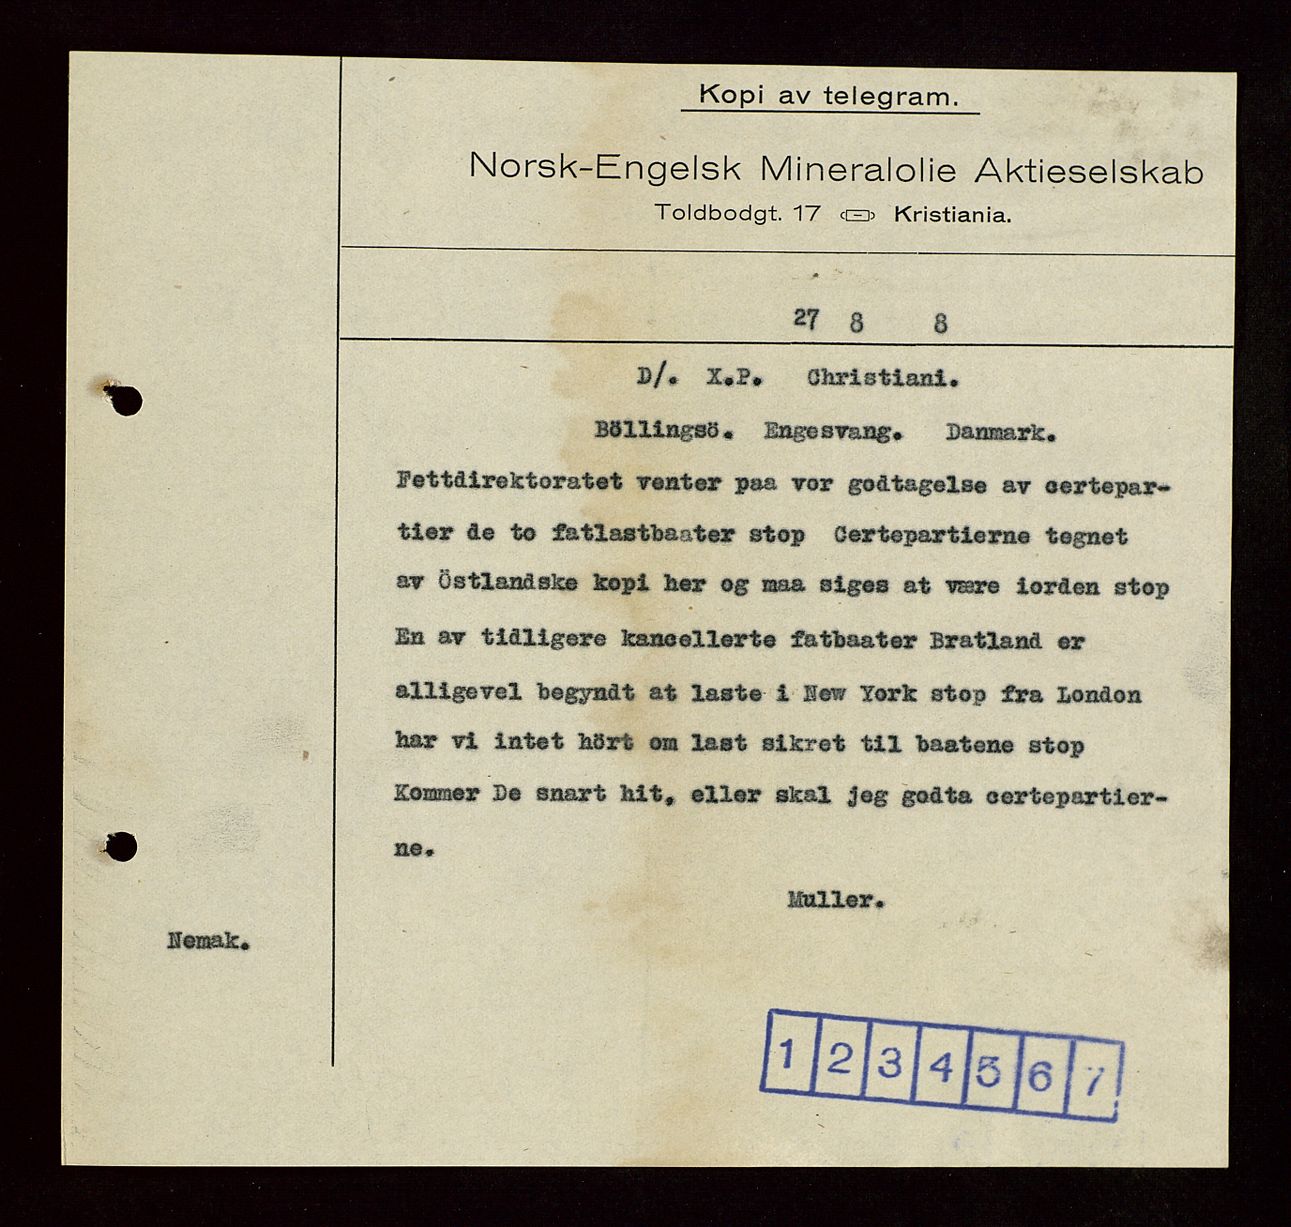 Kopi av telegram.
Norsk-Engelsk Mineralolie Aktieselskab
Toldbodgt. 17 Kristiania.
27 8 8
D/. X.P. Christiani.
Böllingsö. Engesvang. Danmark.
Fettdirektoratet venter paa vor godtagelse av certepar-
tier de to fatlastbaater stop Certepartierne tegnet
av Östlandske kopi her og maa siges at være iorden stop
En av tidligere kancellerte fatbaater Bratland er
alligevel begyndt at laste i New York stop fra London
har vi intet hört om last sikret til baatene stop
Kommer De snart hit, eller skal jeg godta certepartier-
ne.
Muller.
Nemak.
1 2 3 4 5 6 7